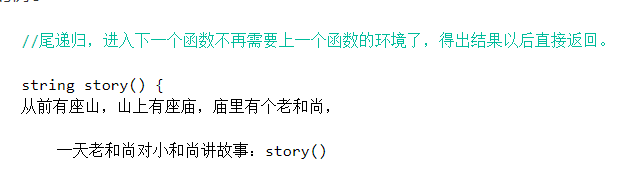 //尾递归，进入下一个函数不再需要上一个函数的环境了，得出结果以后直接返回。
string story() {
从前有座山，山上有座庙，庙里有个老和尚，
一天老和尚对小和尚讲故事：story()